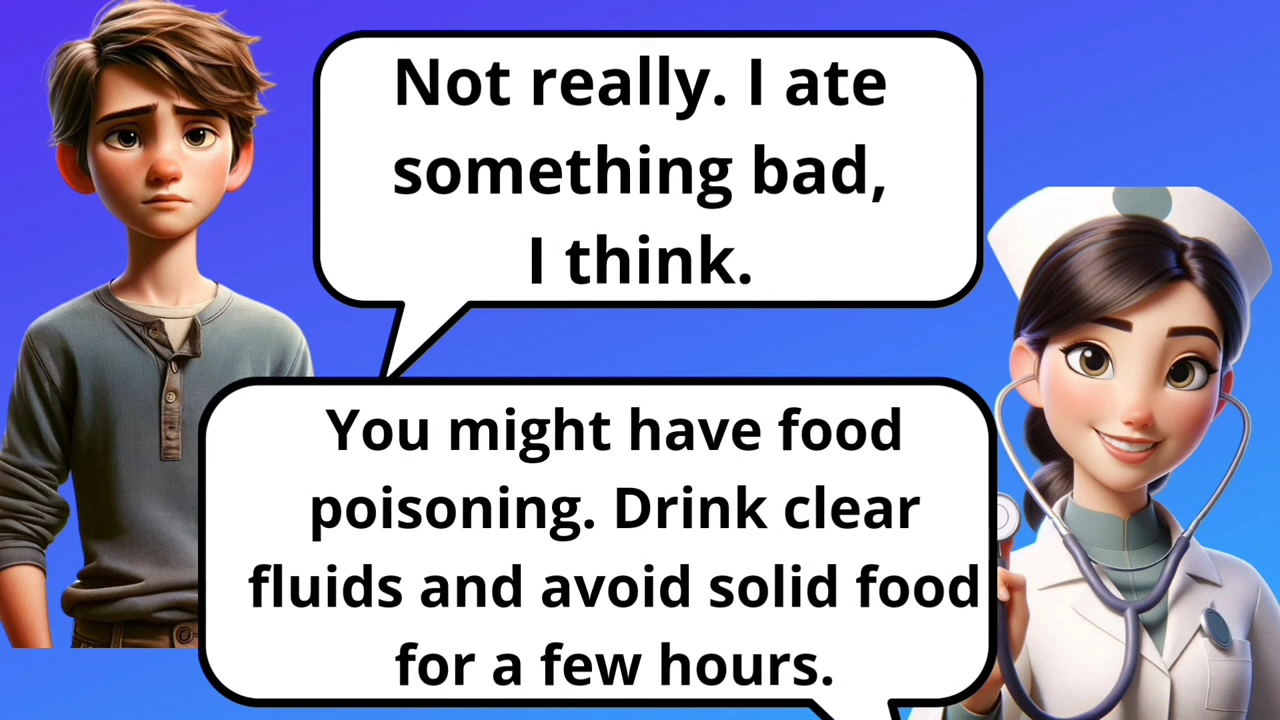 Not really. I ate
something bad,
I think.
You might have food
poisoning. Drink clear
fluids and avoid solid food
for a few hours.